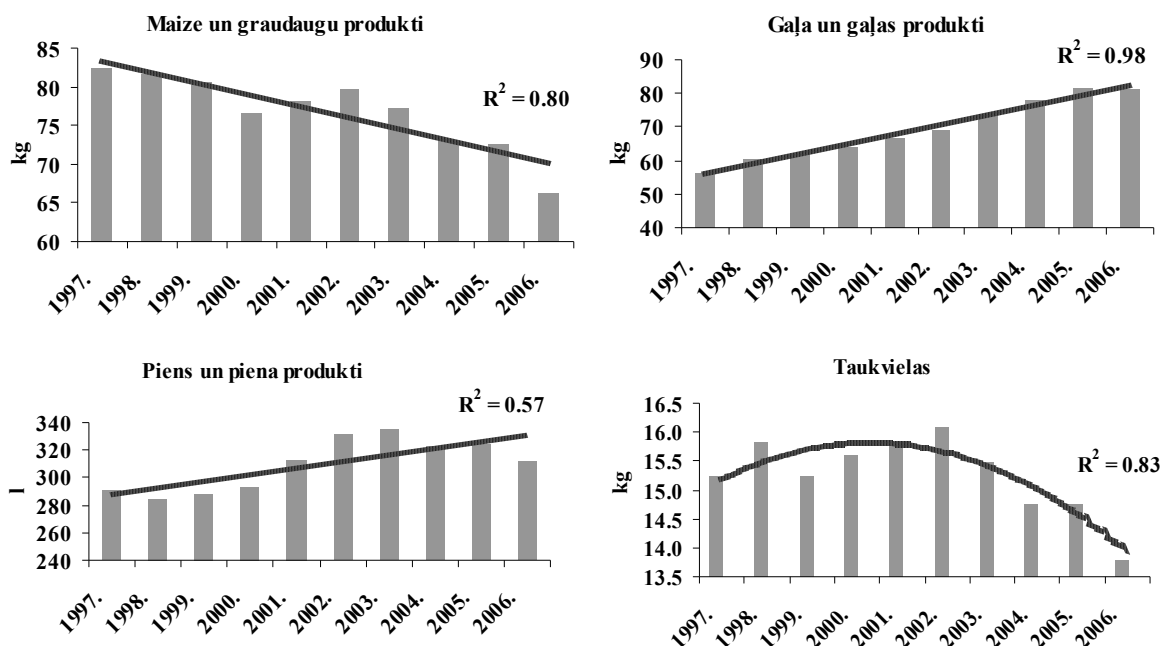 Maize un graudaugu produkti
R² = 0.80
85
80
75
70
65
60
kg
1997. 1998. 1999. 2000. 2001. 2002. 2003. 2004. 2005. 2006.
Gaļa un gaļas produkti
R² = 0.98
90
80
70
60
50
40
kg
1997. 1998. 1999. 2000. 2001. 2002. 2003. 2004. 2005. 2006.
Piens un piena produkti
R² = 0.57
340
320
300
280
260
240
l
1997. 1998. 1999. 2000. 2001. 2002. 2003. 2004. 2005. 2006.
Taukvielas
R² = 0.83
16.5
16.0
15.5
15.0
14.5
14.0
13.5
kg
1997. 1998. 1999. 2000. 2001. 2002. 2003. 2004. 2005. 2006.